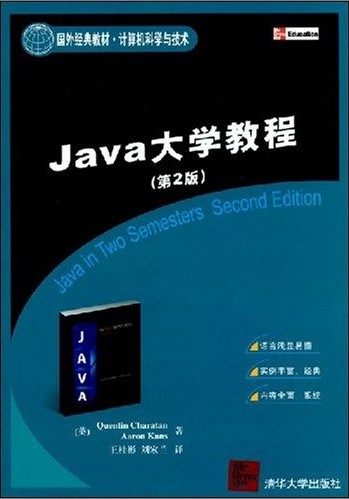 国外经典教材·计算机科学与技术
Education
Java大学教程
(第2版)
Java in Two Semesters Second Edition
JAVA
语言浅显易懂
实例丰富、经典
内容全面、系统
(英) Quentin Charatan
Aaron Kans 著
王桂彬 刘家兰 译
清华大学出版社